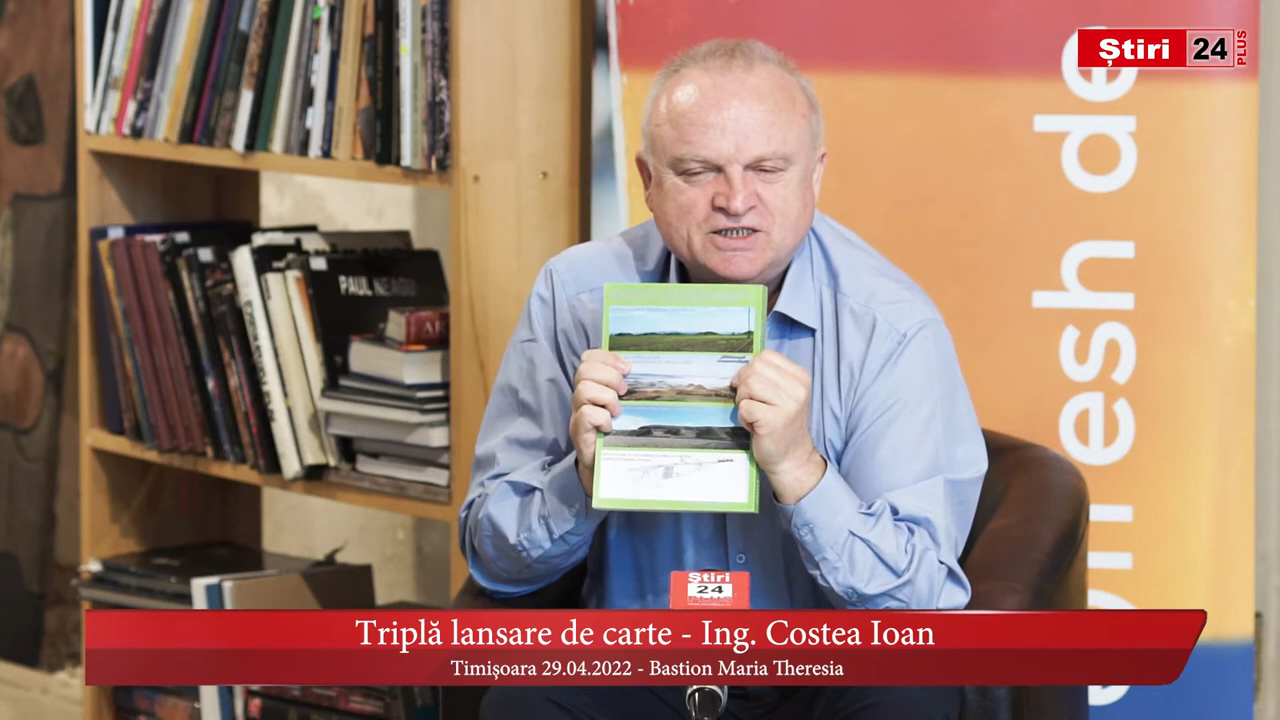 Știri 24 PLUS
esh de
PAUL NEAGU
Știri
24
PLUS
Triplă lansare de carte - Ing. Costea Ioan
Timișoara 29.04.2022 - Bastion Maria Theresia